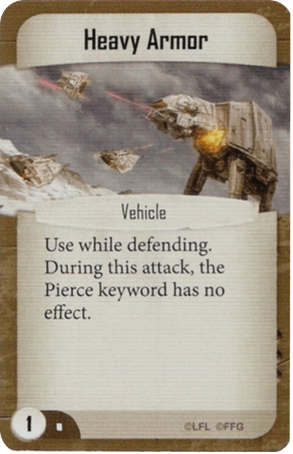 Heavy Armor
Vehicle
Use while defending.
During this attack, the
Pierce keyword has no
effect.
1
©LFL ©FFG